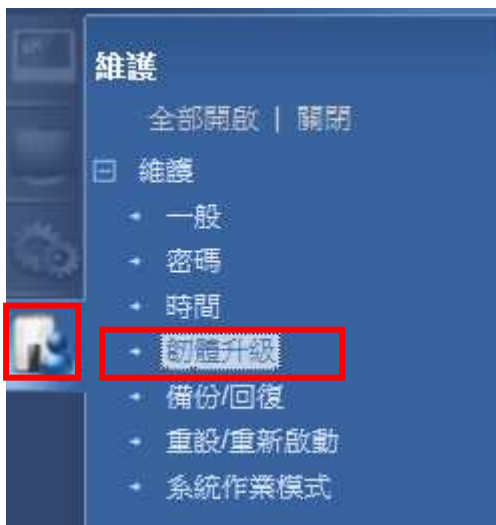 維護
全部開啟 | 關閉
維護
一般
密碼
時間
韌體升級
備份/回復
重設/重新啟動
系統作業模式